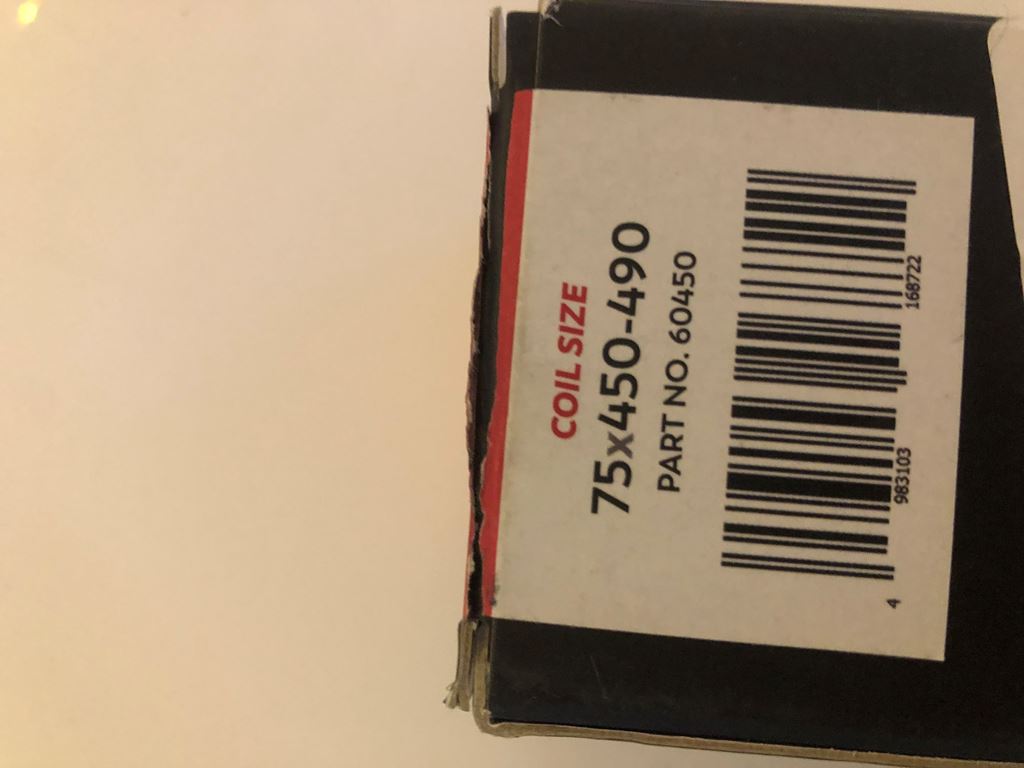 COIL SIZE
75x450-490
PART NO. 60450
4 983103 168722